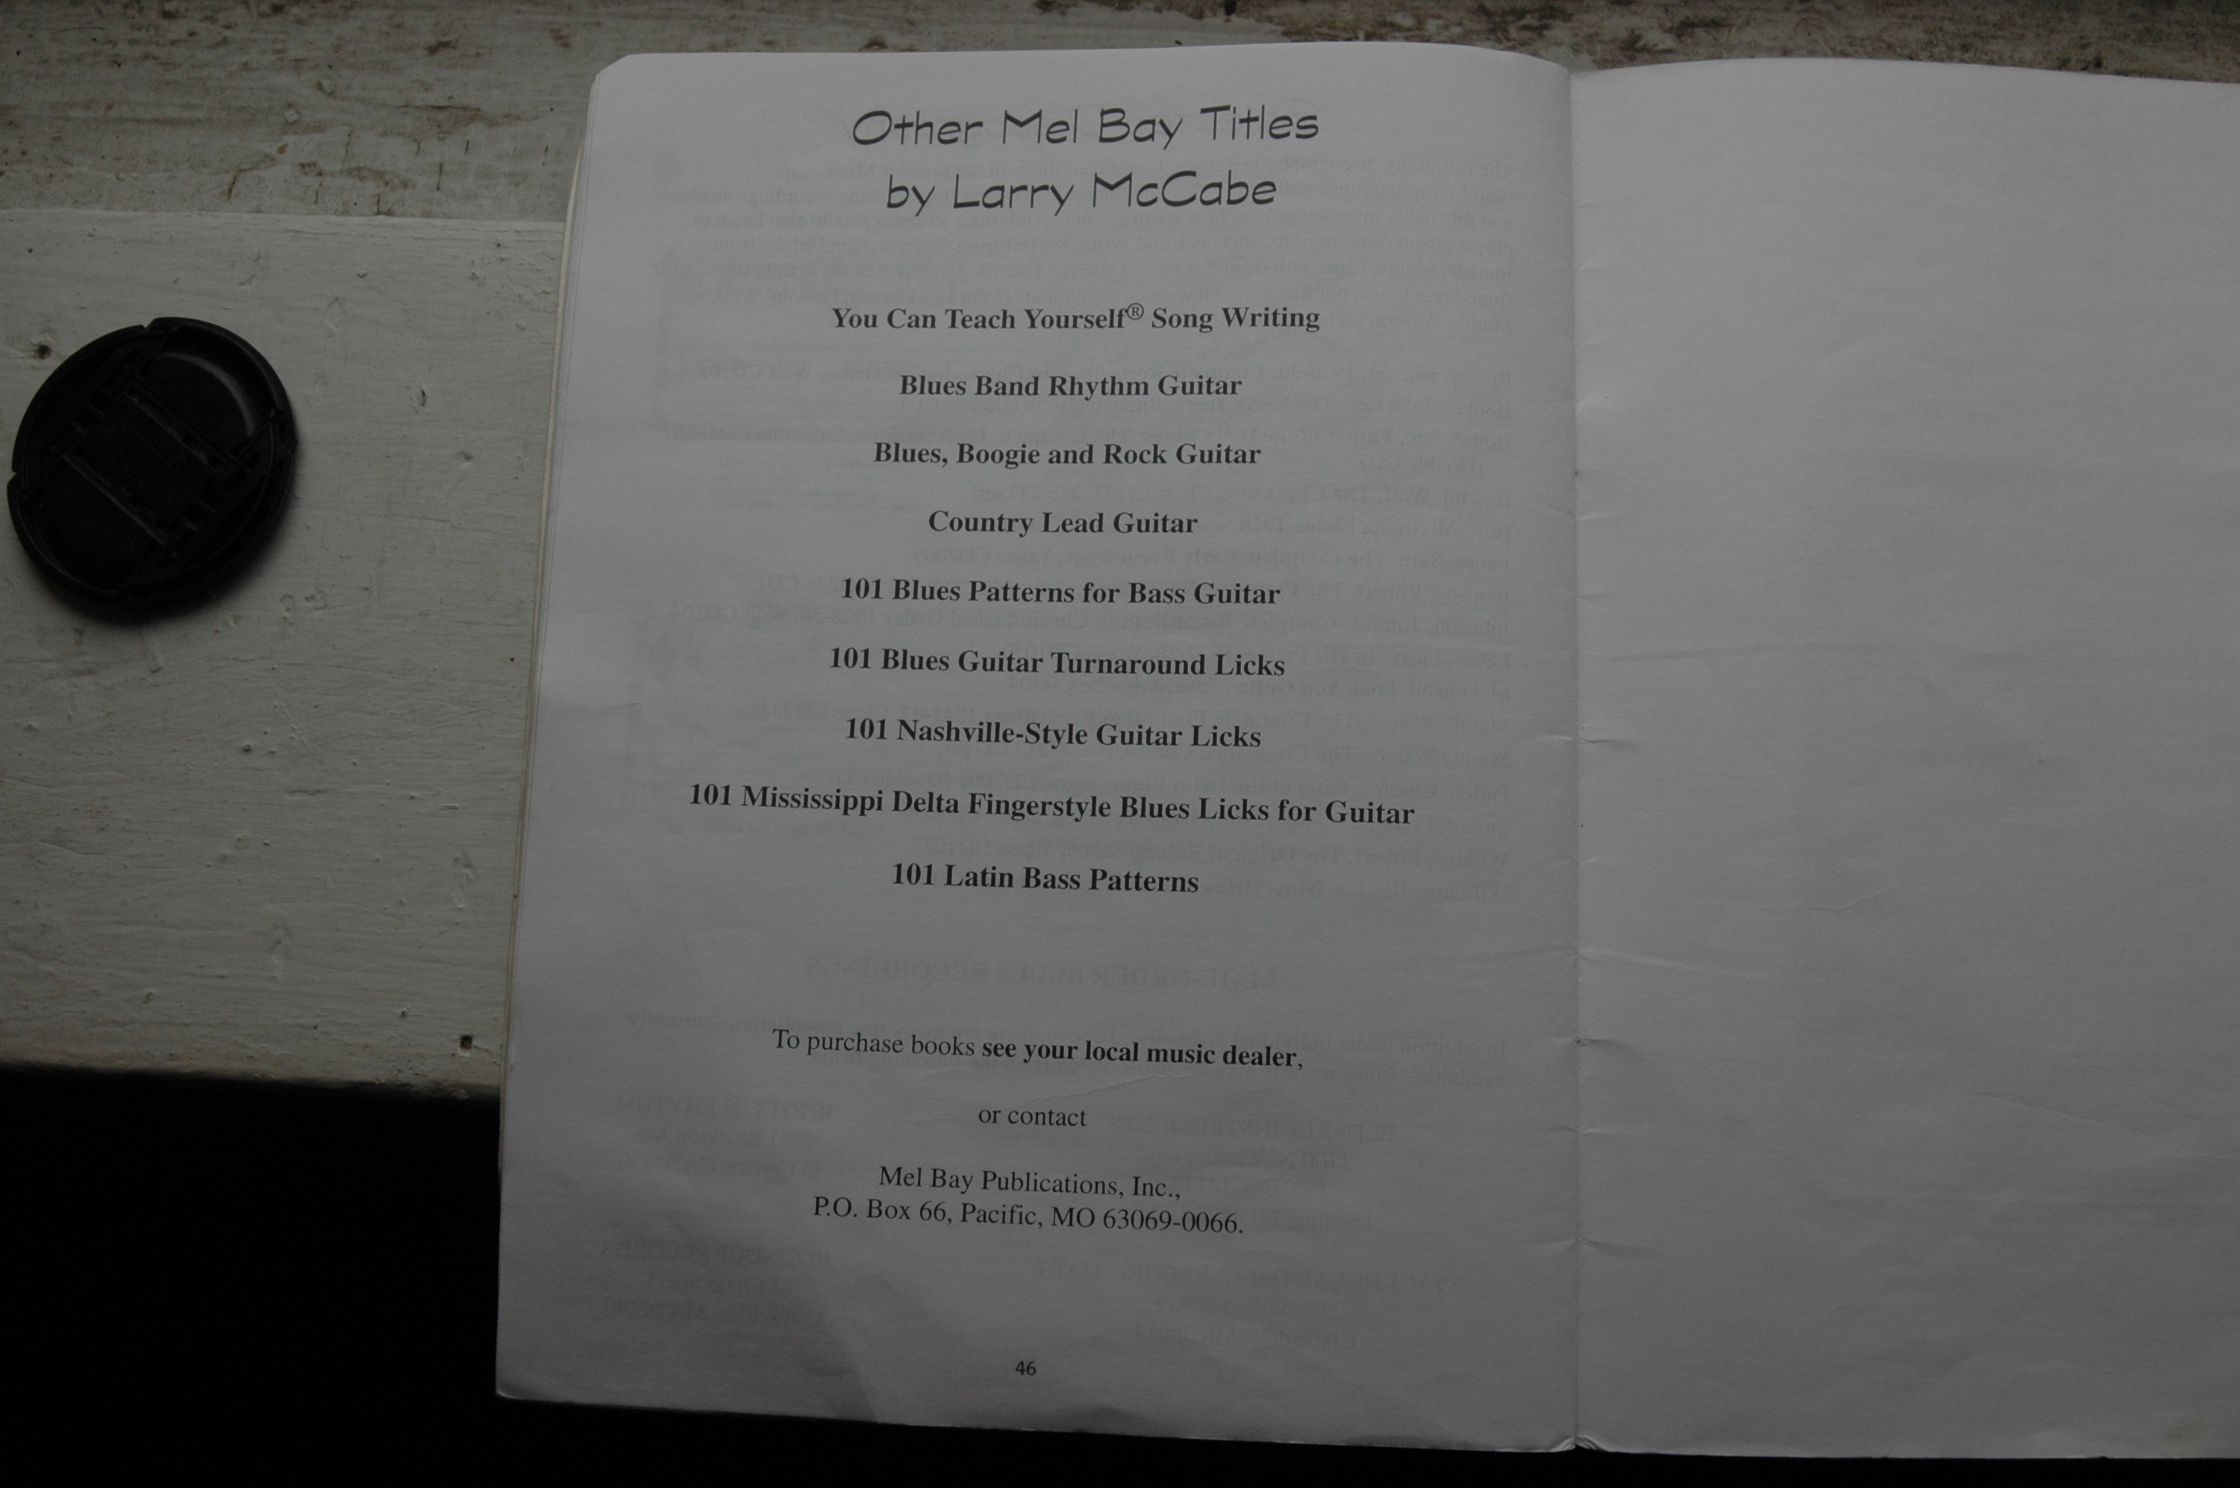 Other Mel Bay Titles
by Larry McCabe
You Can Teach Yourself® Song Writing
Blues Band Rhythm Guitar
Blues, Boogie and Rock Guitar
Country Lead Guitar
101 Blues Patterns for Bass Guitar
101 Blues Guitar Turnaround Licks
101 Nashville-Style Guitar Licks
101 Mississippi Delta Fingerstyle Blues Licks for Guitar
101 Latin Bass Patterns
To purchase books see your local music dealer,
or contact
Mel Bay Publications, Inc.,
P.O. Box 66, Pacific, MO 63069-0066.
46